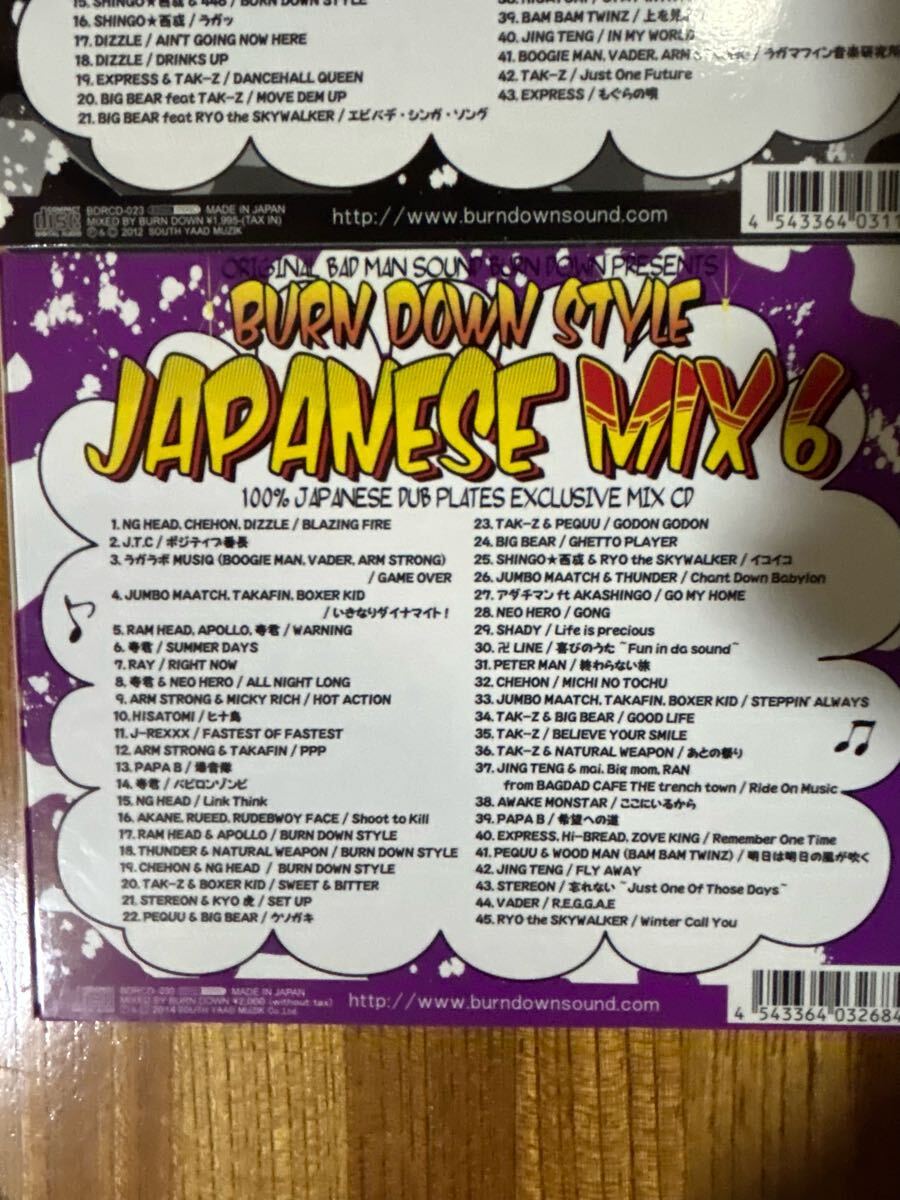 16. SHINGO★西成 / ラガッ
17. DIZZLE / AIN'T GOING NOW HERE
18. DIZZLE / DRINKS UP
19. EXPRESS & TAK-Z / DANCEHALL QUEEN
20. BIG BEAR feat TAK-Z / MOVE DEM UP
21. BIG BEAR feat RYO the SKYWALKER / エビバデ・シンガ・ソング
39. BAM BAM TWINZ / 上を見
40. JING TENG / IN MY WORLD
41. BOOGIE MAN, VADER, ARM / ラガマフィン音楽研究所
42. TAK-Z / Just One Future
43. EXPRESS / もぐらの唄
BDRCD-023 MADE IN JAPAN
MIXED BY BURN DOWN ¥1,995-(TAX IN)
℗&© 2012 SOUTH YAAD MUZIK
http://www.burndownsound.com
4 543364 0311
ORIGINAL BAD MAN SOUND BURN DOWN PRESENTS
BURN DOWN STYLE
JAPANESE MIX 6
100% JAPANESE DUB PLATES EXCLUSIVE MIX CD
1. NG HEAD, CHEHON, DIZZLE / BLAZING FIRE
2. J.T.C / ポジティブ番長
3. ラガラボ MUSIQ (BOOGIE MAN, VADER, ARM STRONG)
/ GAME OVER
4. JUMBO MAATCH, TAKAFIN, BOXER KID
/ いきなりダイナマイト!
5. RAM HEAD, APOLLO, 寿君 / WARNING
6. 寿君 / SUMMER DAYS
7. RAY / RIGHT NOW
8. 寿君 & NEO HERO / ALL NIGHT LONG
9. ARM STRONG & MICKY RICH / HOT ACTION
10. HISATOMI / ヒナ鳥
11. J-REXXX / FASTEST OF FASTEST
12. ARM STRONG & TAKAFIN / PPP
13. PAPA B / 爆音隊
14. 寿君 / バビロンゾンビ
15. NG HEAD / Link Think
16. AKANE, RUEED, RUDEBWOY FACE / Shoot to Kill
17. RAM HEAD & APOLLO / BURN DOWN STYLE
18. THUNDER & NATURAL WEAPON / BURN DOWN STYLE
19. CHEHON & NG HEAD / BURN DOWN STYLE
20. TAK-Z & BOXER KID / SWEET & BITTER
21. STEREON & KYO 虎 / SET UP
22. PEQUU & BIG BEAR / ウソガキ
23. TAK-Z & PEQUU / GODON GODON
24. BIG BEAR / GHETTO PLAYER
25. SHINGO★西成 & RYO the SKYWALKER / イコイコ
26. JUMBO MAATCH & THUNDER / Chant Down Babylon
27. アダチマン ft AKASHINGO / GO MY HOME
28. NEO HERO / GONG
29. SHADY / Life is precious
30. 卍 LINE / 喜びのうた ~Fun in da sound~
31. PETER MAN / 終わらない旅
32. CHEHON / MICHI NO TOCHU
33. JUMBO MAATCH, TAKAFIN, BOXER KID / STEPPIN' ALWAYS
34. TAK-Z & BIG BEAR / GOOD LIFE
35. TAK-Z / BELIEVE YOUR SMILE
36. TAK-Z & NATURAL WEAPON / あとの祭り
37. JING TENG & mai, Big mom, RAN
from BAGDAD CAFE THE trench town / Ride On Music
38. AWAKE MONSTAR / ここにいるから
39. PAPA B / 希望への道
40. EXPRESS, Hi-BREAD, ZOVE KING / Remember One Time
41. PEQUU & WOOD MAN (BAM BAM TWINZ) / 明日は明日の風が吹く
42. JING TENG / FLY AWAY
43. STEREON / 忘れない ~Just One Of Those Days~
44. VADER / R.E.G.G.A.E
45. RYO the SKYWALKER / Winter Call You
BDRCD-030 MADE IN JAPAN
MIXED BY BURN DOWN ¥2,000 (without tax)
℗ & © 2014 SOUTH YAAD MUZIK Co.Ltd.
http://www.burndownsound.com
4 543364 032684